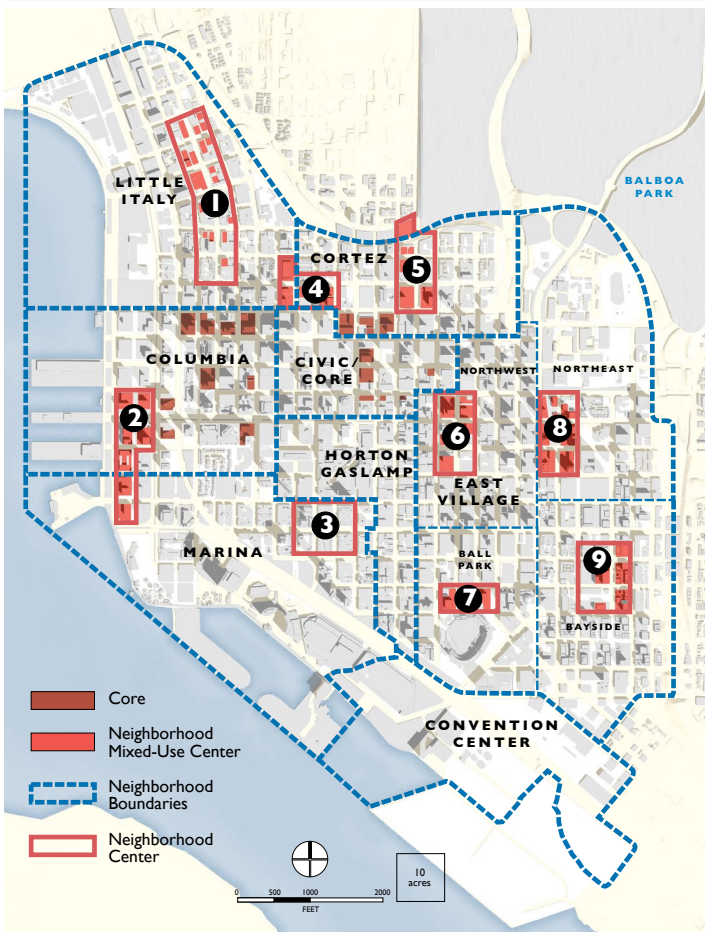 BALBOA
PARK
LITTLE
ITALY
1
CORTEZ
5
4
COLUMBIA
CIVIC/
CORE
NORTHWEST
NORTHEAST
2
6
8
HORTON
GASLAMP
EAST
VILLAGE
3
MARINA
BALL
PARK
9
7
BAYSIDE
CONVENTION
CENTER
Core
Neighborhood
Mixed-Use Center
Neighborhood
Boundaries
Neighborhood
Center
10
acres
0 500 1000 2000
FEET